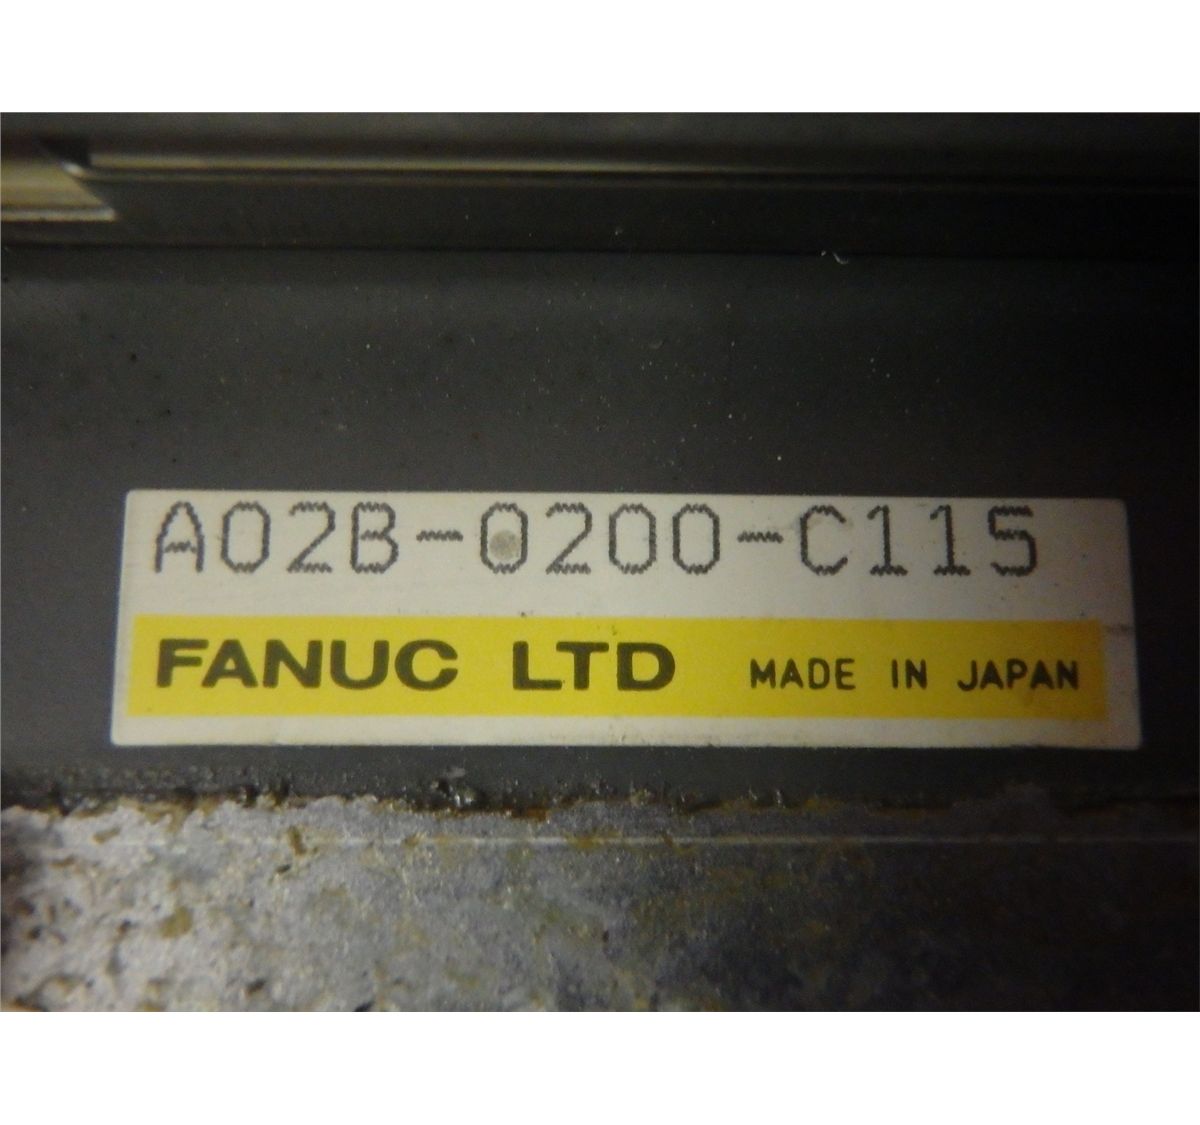 A02B-0200-C115
FANUC LTD MADE IN JAPAN